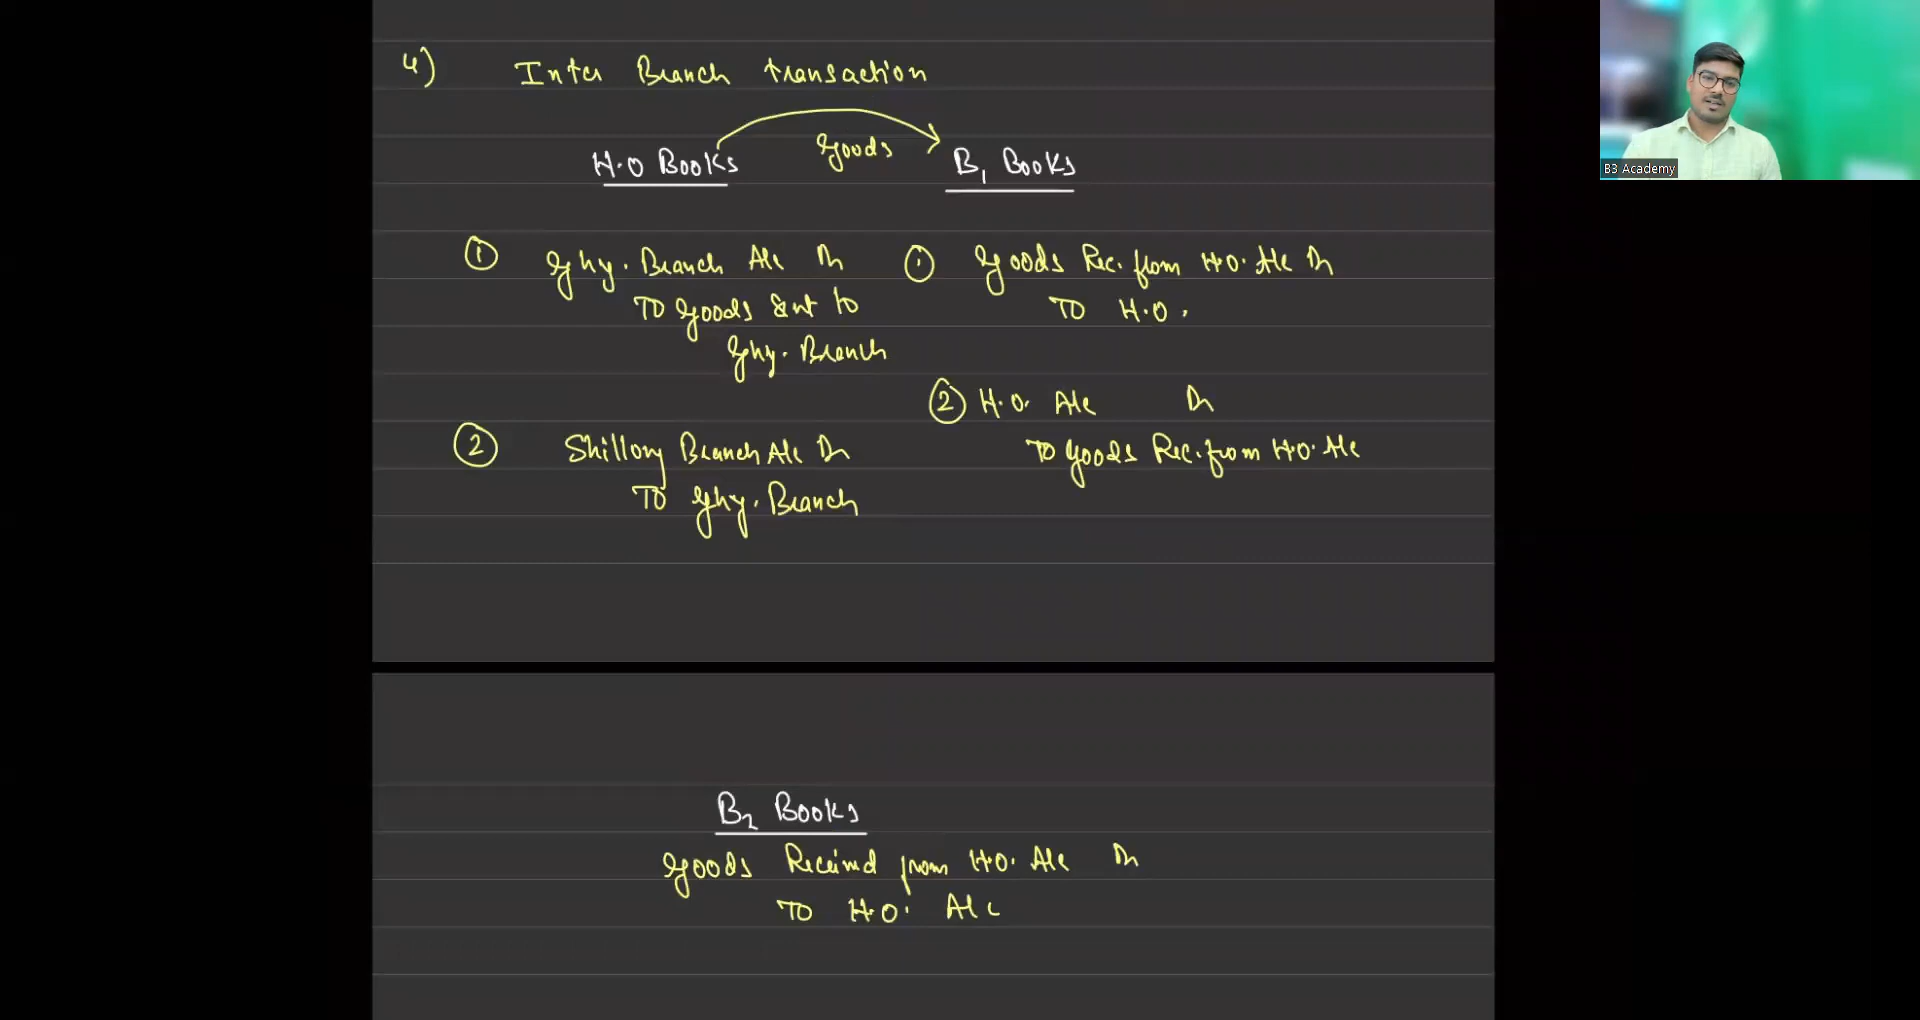 4) Inter Branch transaction
Goods
H.O Books
B1 Books
① Ghy. Branch A/c Dr
To Goods Sent to
Ghy. Branch
① Goods Rec. from H.O. A/c Dr
To H.O.
② H.O. A/c Dr
To Goods Rec. from H.O. A/c
② Shillong Branch A/c Dr
To Ghy. Branch
B2 Books
Goods Received from H.O. A/c Dr
To H.O. A/c
B3 Academy